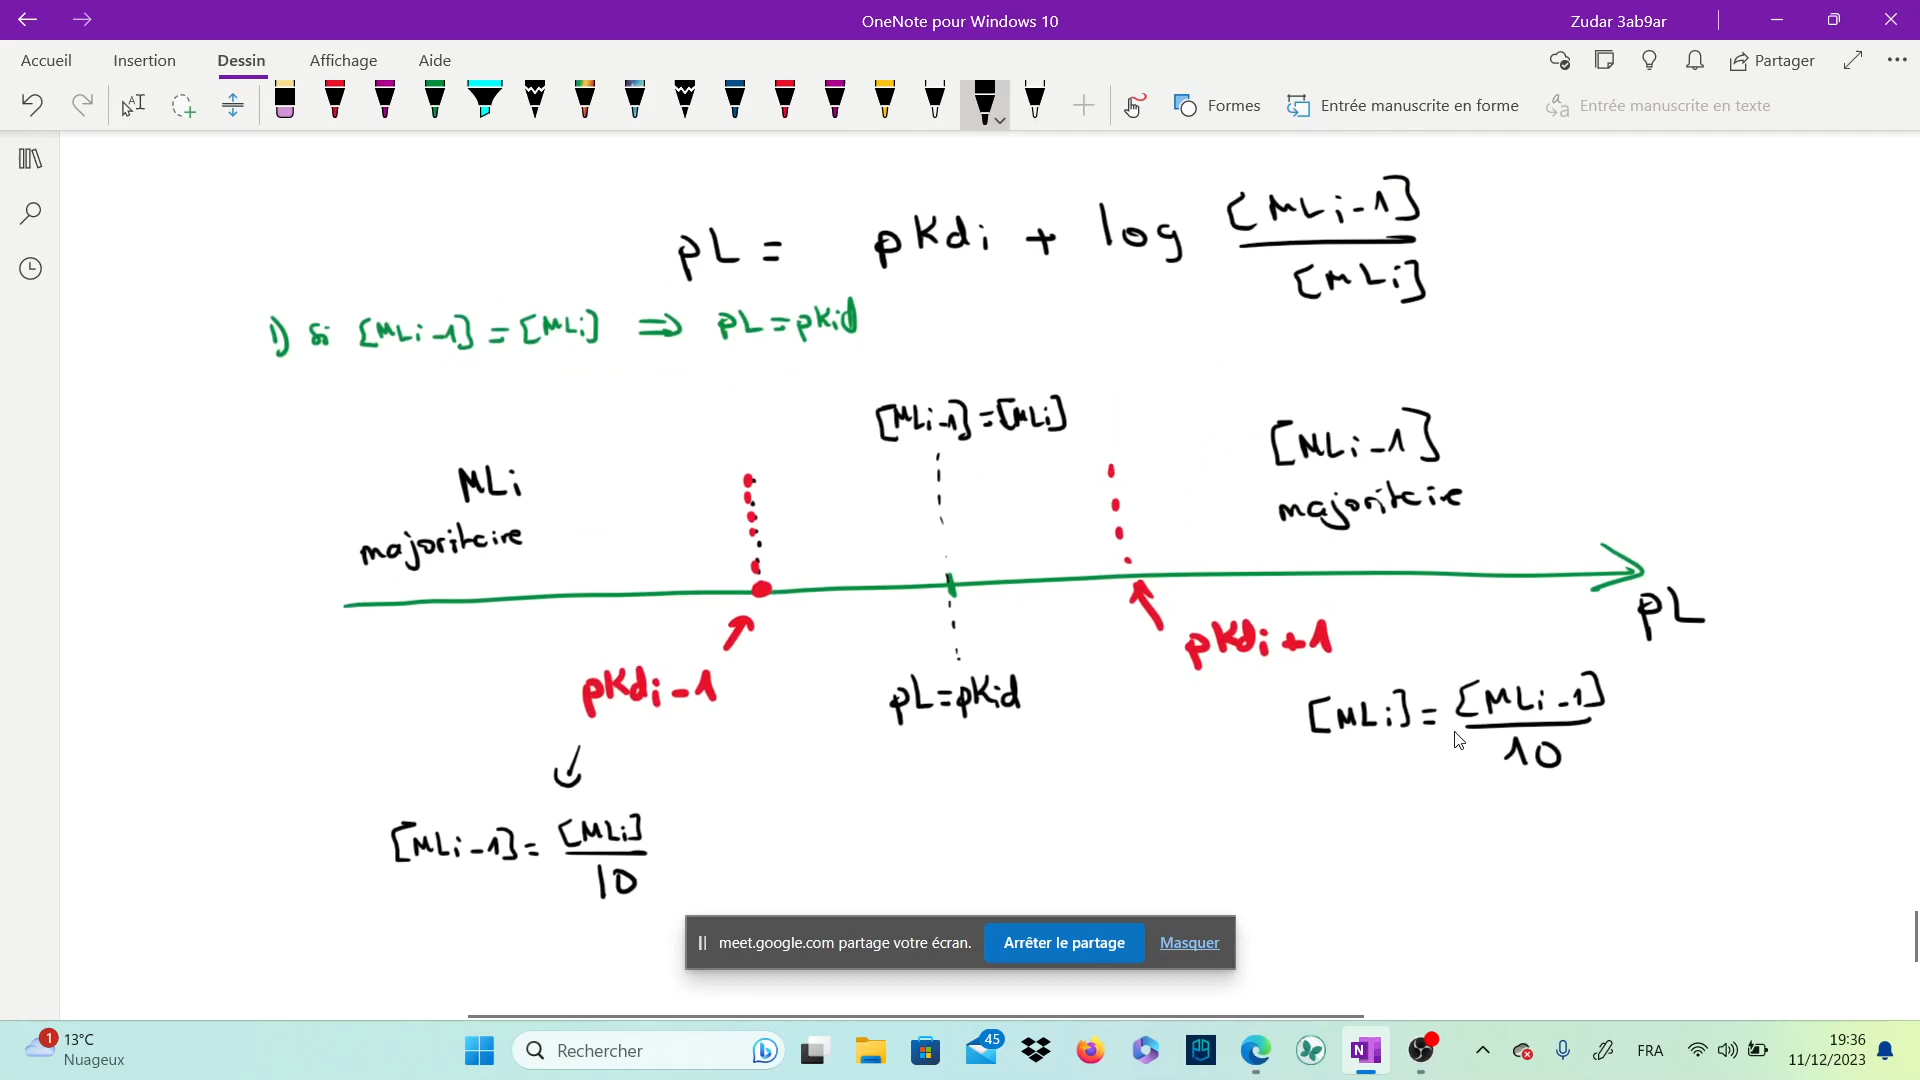 OneNote pour Windows 10
Zudar 3ab9ar
Accueil Insertion Dessin Affichage Aide
Partager
Formes Entrée manuscrite en forme Entrée manuscrite en texte
pL = pKdi + log [MLi-1] / [MLi]
1) si [MLi-1] = [MLi] ⇒ pL = pKid
[MLi-1] = [MLi]
MLi
majoritaire
[MLi-1]
majoritaire
pL
pKdi-1
pL=pKid
pKdi+1
[MLi] = [MLi-1] / 10
[MLi-1] = [MLi] / 10
meet.google.com partage votre écran. Arrêter le partage Masquer
1
13°C
Nuageux
Rechercher
45
FRA
19:36
11/12/2023